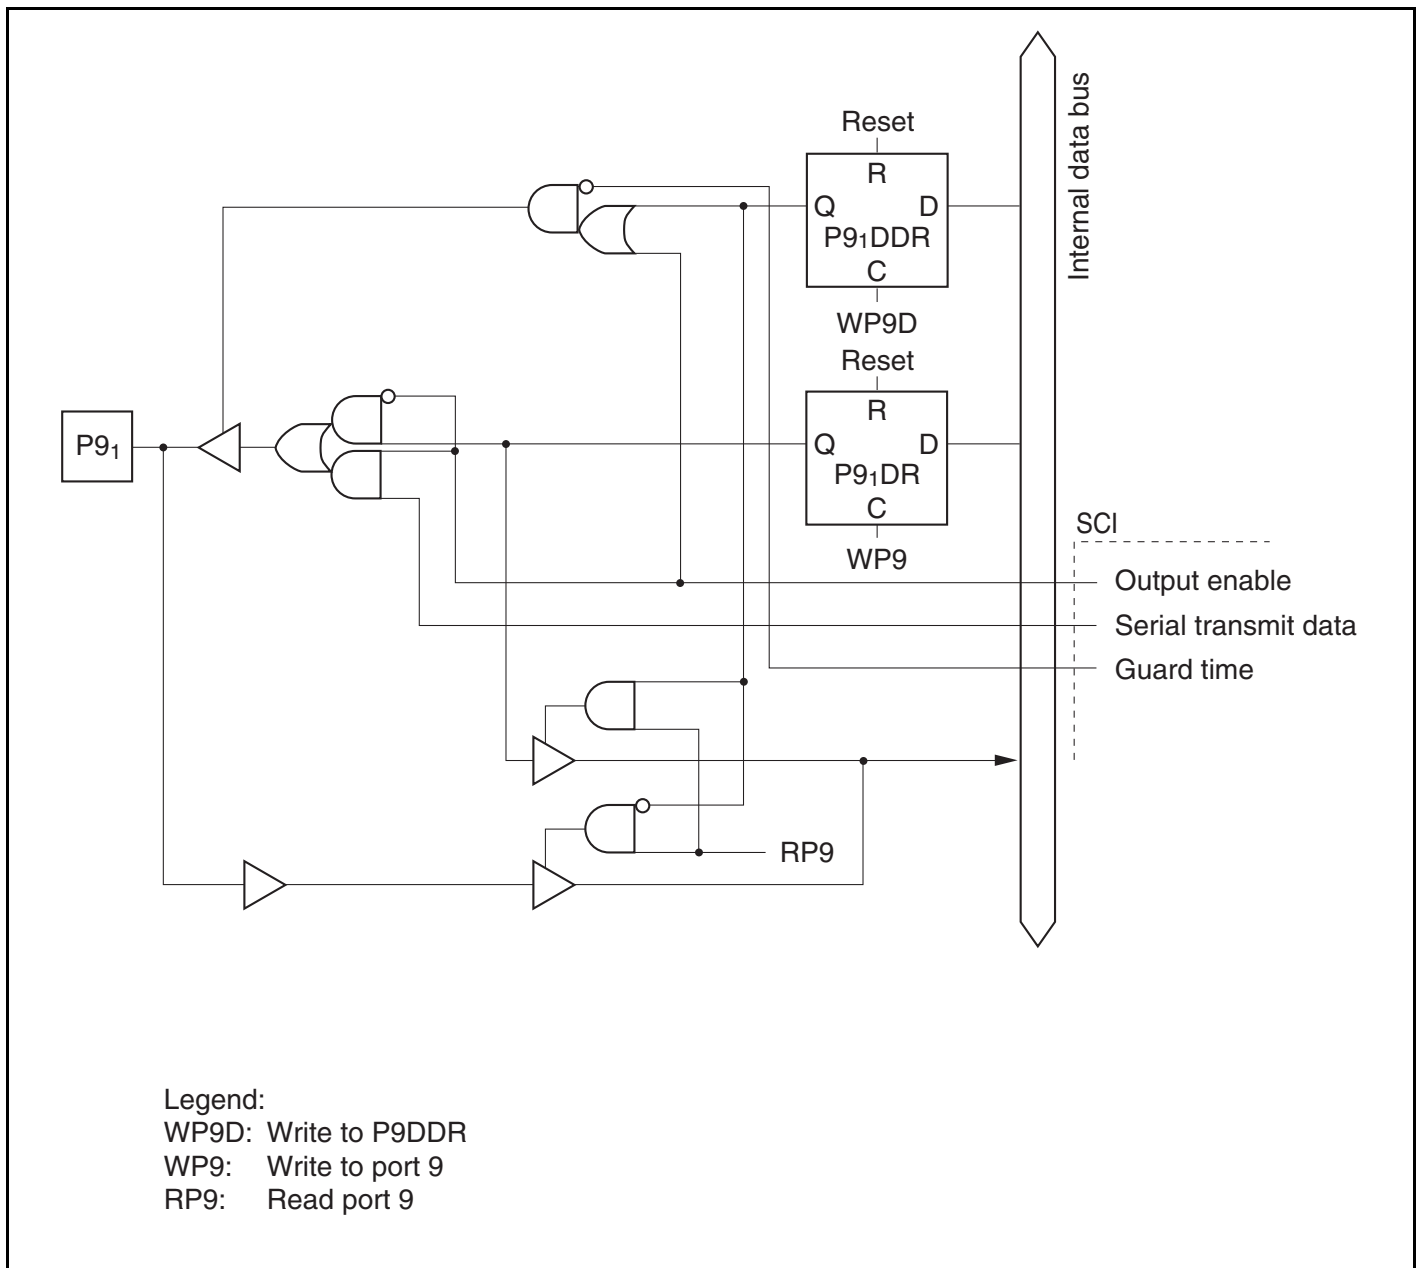 Reset
R
Q D
P9₁DDR
C
WP9D
Internal data bus
Reset
R
Q D
P9₁DR
C
WP9
P9₁
SCI
Output enable
Serial transmit data
Guard time
RP9
Legend:
WP9D: Write to P9DDR
WP9: Write to port 9
RP9: Read port 9